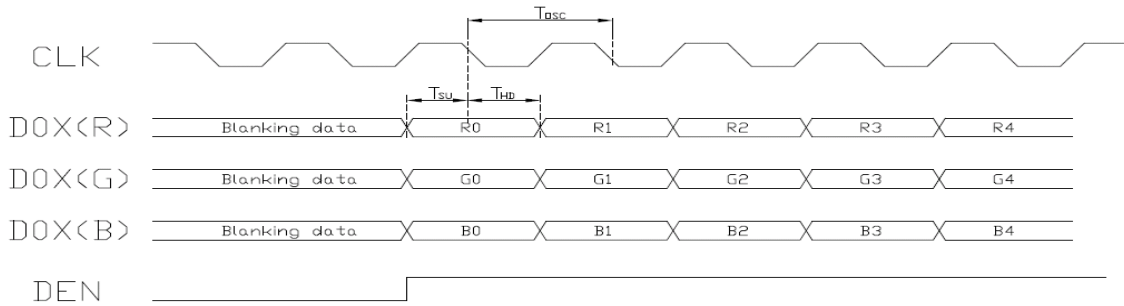 Tosc
CLK
TSU THD
DOX(R) Blanking data R0 R1 R2 R3 R4
DOX(G) Blanking data G0 G1 G2 G3 G4
DOX(B) Blanking data B0 B1 B2 B3 B4
DEN